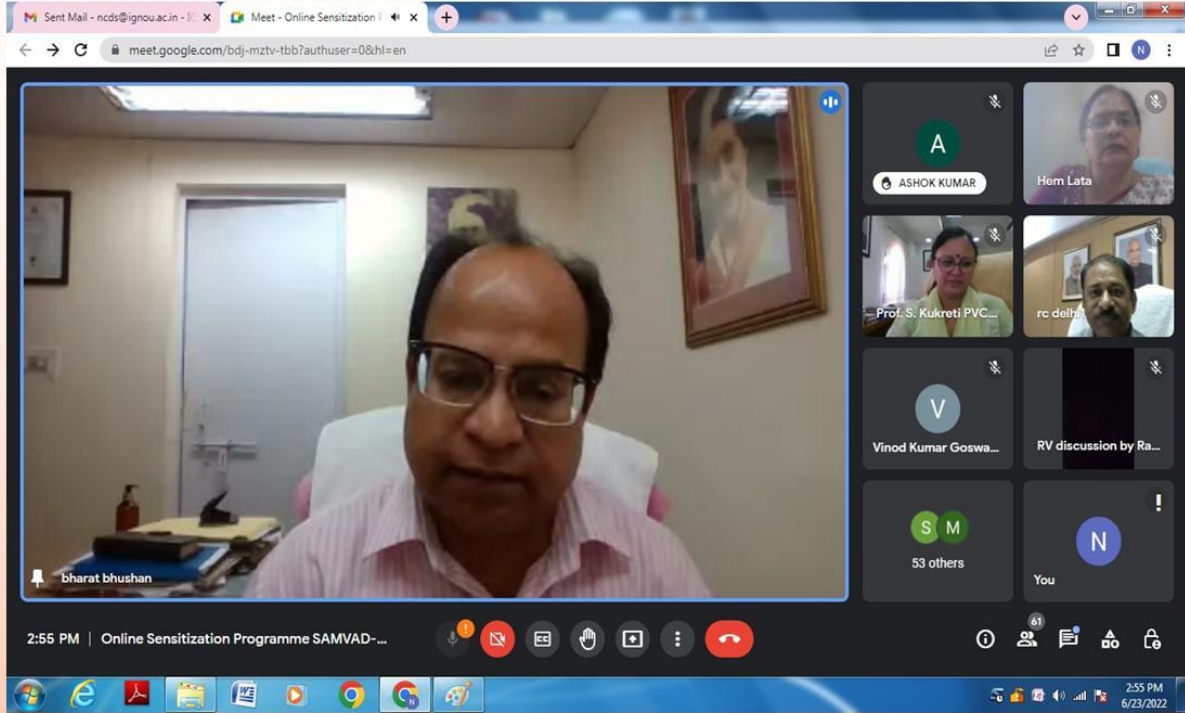 Sent Mail - ncds@ignou.ac.in - IG
Meet - Online Sensitization P
meet.google.com/bdj-mztv-tbb?authuser=0&hl=en
N
bharat bhushan
A
ASHOK KUMAR
Hem Lata
Prof. S. Kukreti PVC...
rc delhi
V
Vinod Kumar Goswa...
RV discussion by Ra...
S M
53 others
N
You
2:55 PM | Online Sensitization Programme SAMVAD-...
CC
61
2:55 PM
6/23/2022